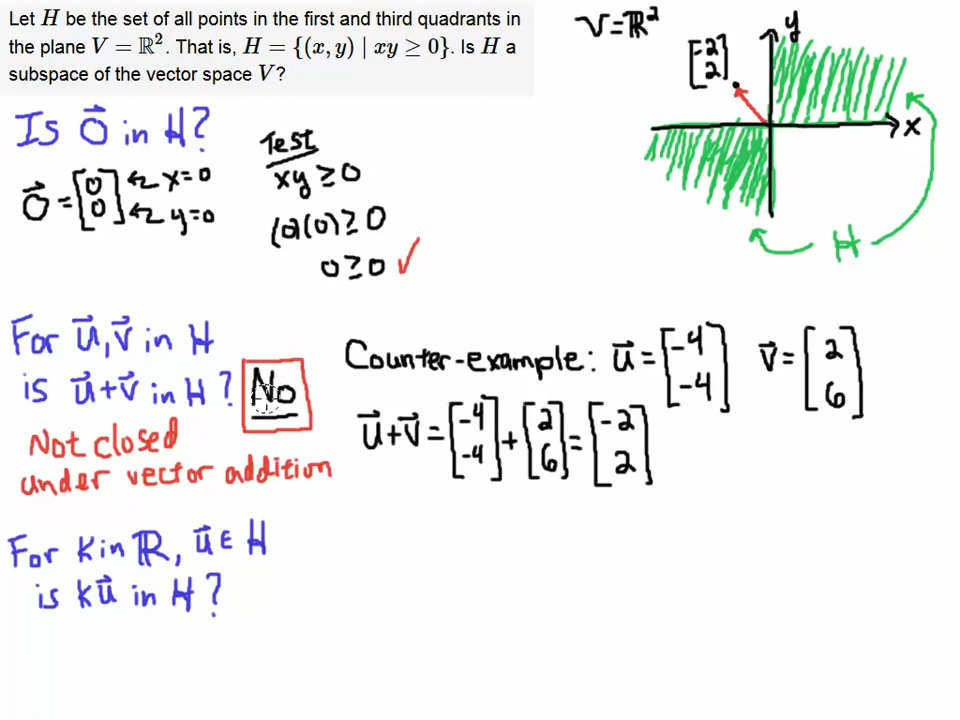 Let H be the set of all points in the first and third quadrants in
the plane V = ℝ². That is, H = {(x, y) | xy ≥ 0}. Is H a
subspace of the vector space V?
V = ℝ²
y
[-2
2]
x
H
Is 0⃗ in H?
0⃗ = [0
0]
← x = 0
← y = 0
Test
xy ≥ 0
(0)(0) ≥ 0
0 ≥ 0 ✓
For u⃗, v⃗ in H
is u⃗ + v⃗ in H? No
Not closed
under vector addition
Counter-example: u⃗ = [-4
-4] v⃗ = [2
6]
u⃗ + v⃗ = [-4
-4] + [2
6] = [-2
2]
For k in ℝ, u⃗ ∈ H
is ku⃗ in H?